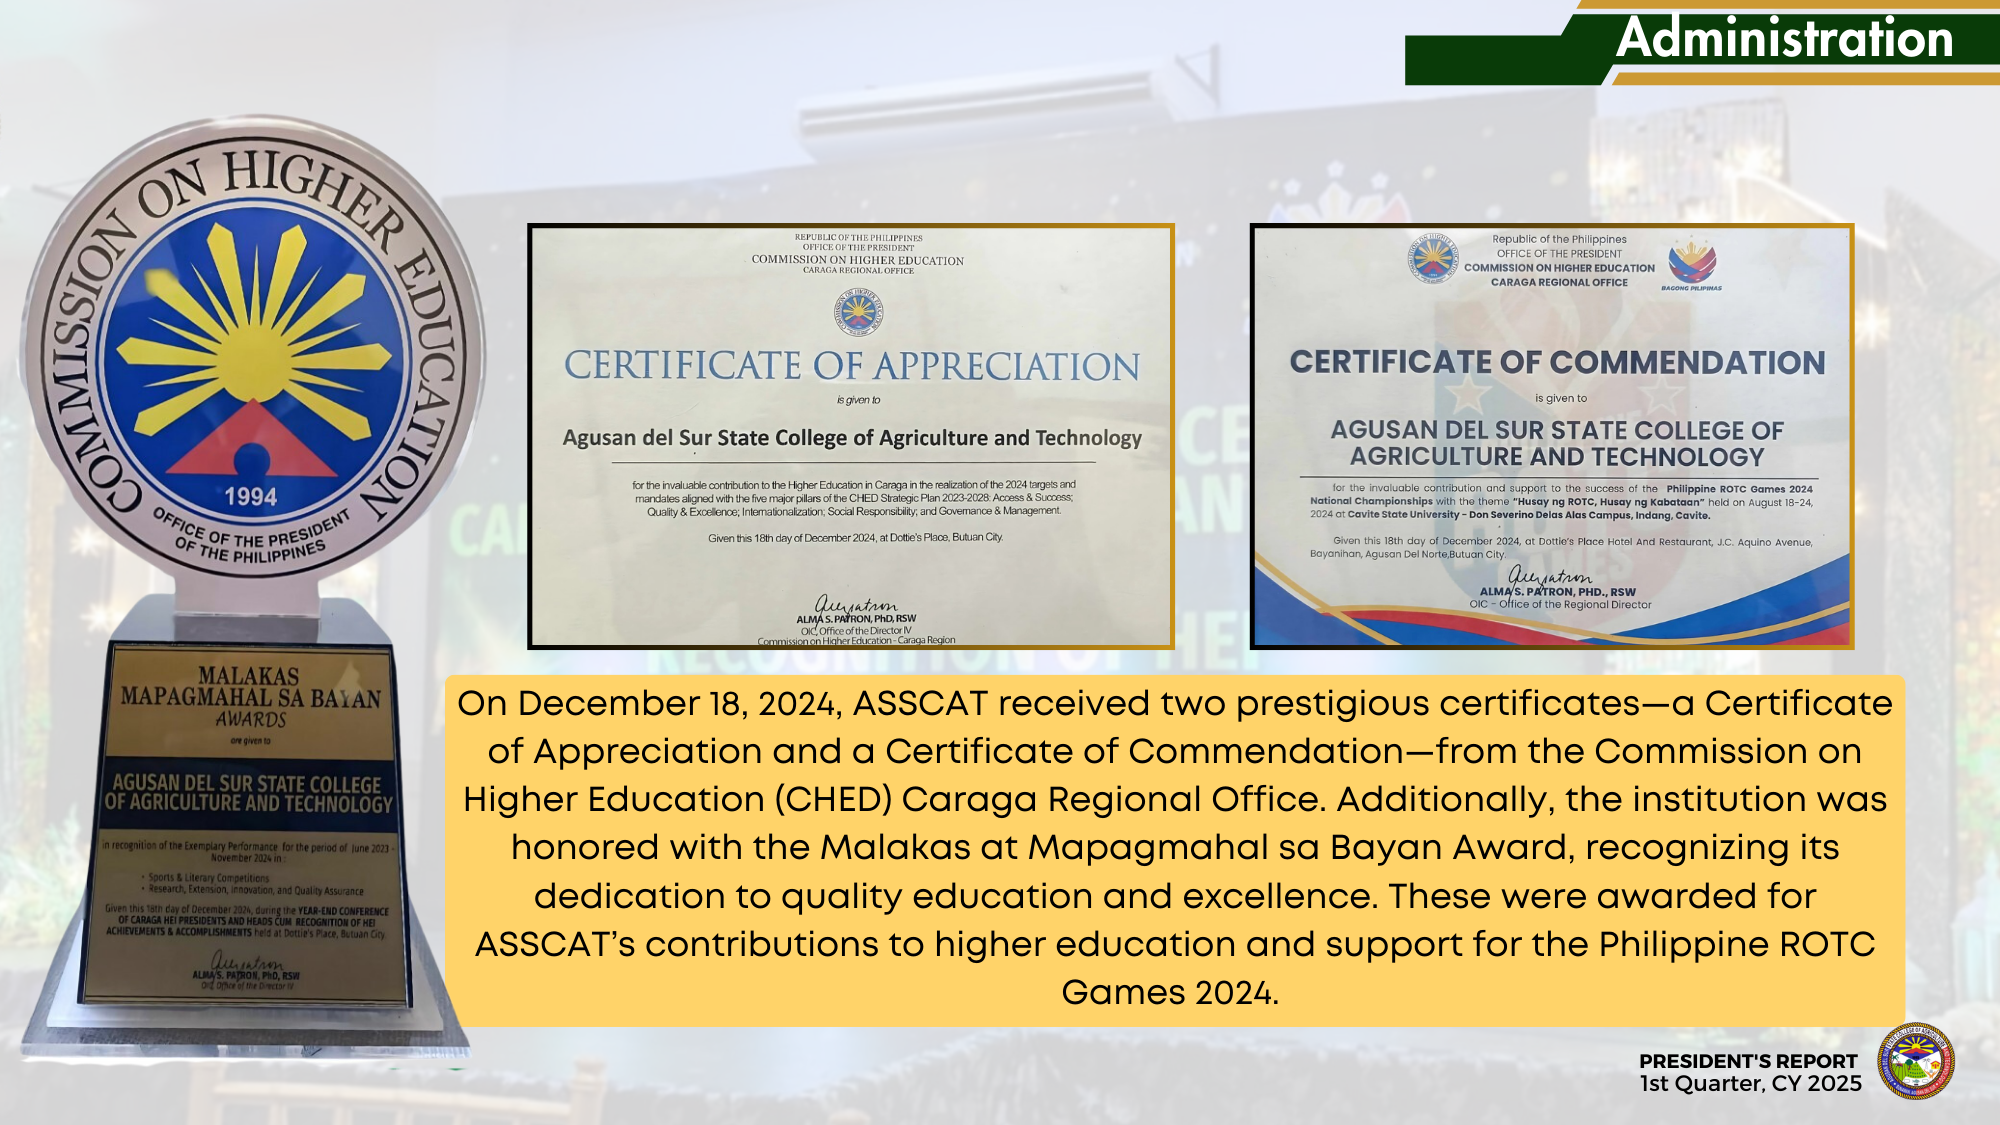 Administration
COMMISSION ON HIGHER EDUCATION
1994
OFFICE OF THE PRESIDENT
OF THE PHILIPPINES
MALAKAS
MAPAGMAHAL SA BAYAN
AWARDS
are given to
AGUSAN DEL SUR STATE COLLEGE
OF AGRICULTURE AND TECHNOLOGY
in recognition of the Exemplary Performance for the period of June 2023 -
November 2024 in :
• Sports & Literary Competitions
• Research, Extension, Innovation, and Quality Assurance
Given this 18th day of December 2024, during the YEAR-END CONFERENCE
OF CARAGA HEI PRESIDENTS AND HEADS CUM RECOGNITION OF HEI
ACHIEVEMENTS & ACCOMPLISHMENTS held at Dottie's Place, Butuan City
ALMA S. PATRON, PhD, RSW
OIC, Office of the Director IV
REPUBLIC OF THE PHILIPPINES
OFFICE OF THE PRESIDENT
COMMISSION ON HIGHER EDUCATION
CARAGA REGIONAL OFFICE
CERTIFICATE OF APPRECIATION
is given to
Agusan del Sur State College of Agriculture and Technology
for the invaluable contribution to the Higher Education in Caraga in the realization of the 2024 targets and
mandates aligned with the five major pillars of the CHED Strategic Plan 2023-2028: Access & Success;
Quality & Excellence; Internationalization; Social Responsibility; and Governance & Management.
Given this 18th day of December 2024, at Dottie's Place, Butuan City.
ALMA S. PATRON, PhD, RSW
OIC, Office of the Director IV
Commission on Higher Education - Caraga Region
Republic of the Philippines
OFFICE OF THE PRESIDENT
COMMISSION ON HIGHER EDUCATION
CARAGA REGIONAL OFFICE
BAGONG PILIPINAS
CERTIFICATE OF COMMENDATION
is given to
AGUSAN DEL SUR STATE COLLEGE OF
AGRICULTURE AND TECHNOLOGY
for the invaluable contribution and support to the success of the Philippine ROTC Games 2024
National Championships with the theme "Husay ng ROTC, Husay ng Kabataan" held on August 18-24,
2024 at Cavite State University - Don Severino Delas Alas Campus, Indang, Cavite.
Given this 18th day of December 2024, at Dottie's Place Hotel And Restaurant, J.C. Aquino Avenue,
Bayanihan, Agusan Del Norte,Butuan City.
ALMA S. PATRON, PHD., RSW
OIC - Office of the Regional Director
On December 18, 2024, ASSCAT received two prestigious certificates—a Certificate
of Appreciation and a Certificate of Commendation—from the Commission on
Higher Education (CHED) Caraga Regional Office. Additionally, the institution was
honored with the Malakas at Mapagmahal sa Bayan Award, recognizing its
dedication to quality education and excellence. These were awarded for
ASSCAT's contributions to higher education and support for the Philippine ROTC
Games 2024.
PRESIDENT'S REPORT
1st Quarter, CY 2025